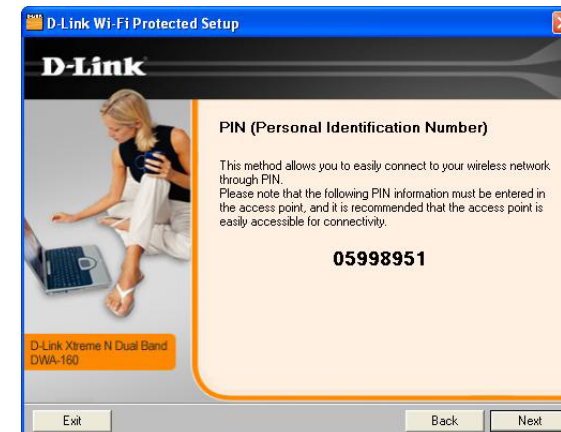 D-Link Wi-Fi Protected Setup
D-Link
PIN (Personal Identification Number)
This method allows you to easily connect to your wireless network
through PIN.
Please note that the following PIN information must be entered in
the access point, and it is recommended that the access point is
easily accessible for connectivity.
05998951
D-Link Xtreme N Dual Band
DWA-160
Exit
Back
Next